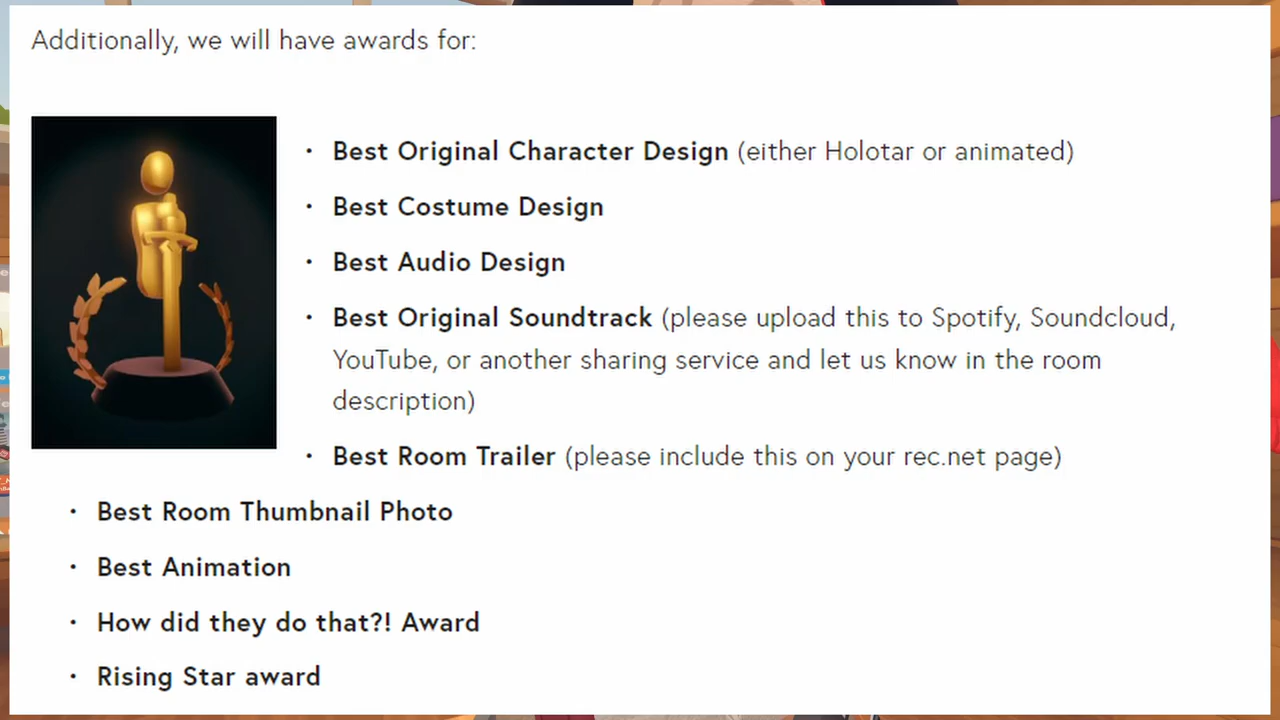 Additionally, we will have awards for:
• Best Original Character Design (either Holotar or animated)
• Best Costume Design
• Best Audio Design
• Best Original Soundtrack (please upload this to Spotify, Soundcloud,
YouTube, or another sharing service and let us know in the room
description)
• Best Room Trailer (please include this on your rec.net page)
• Best Room Thumbnail Photo
• Best Animation
• How did they do that?! Award
• Rising Star award